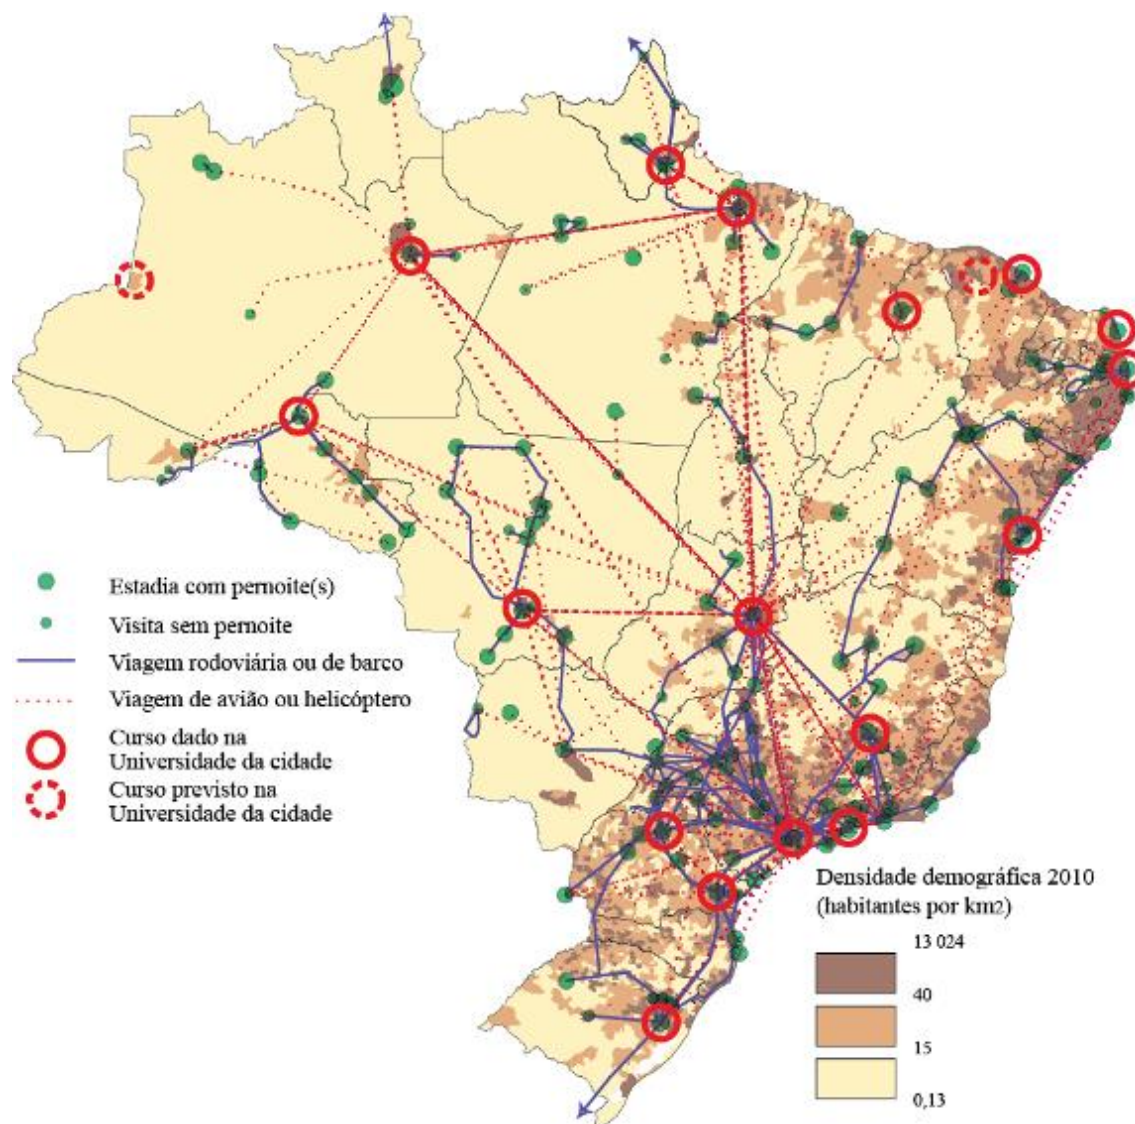 Estadia com pernoite(s)
Visita sem pernoite
Viagem rodoviária ou de barco
Viagem de avião ou helicóptero
Curso dado na
Universidade da cidade
Curso previsto na
Universidade da cidade
Densidade demográfica 2010
(habitantes por km2)
13 024
40
15
0,13